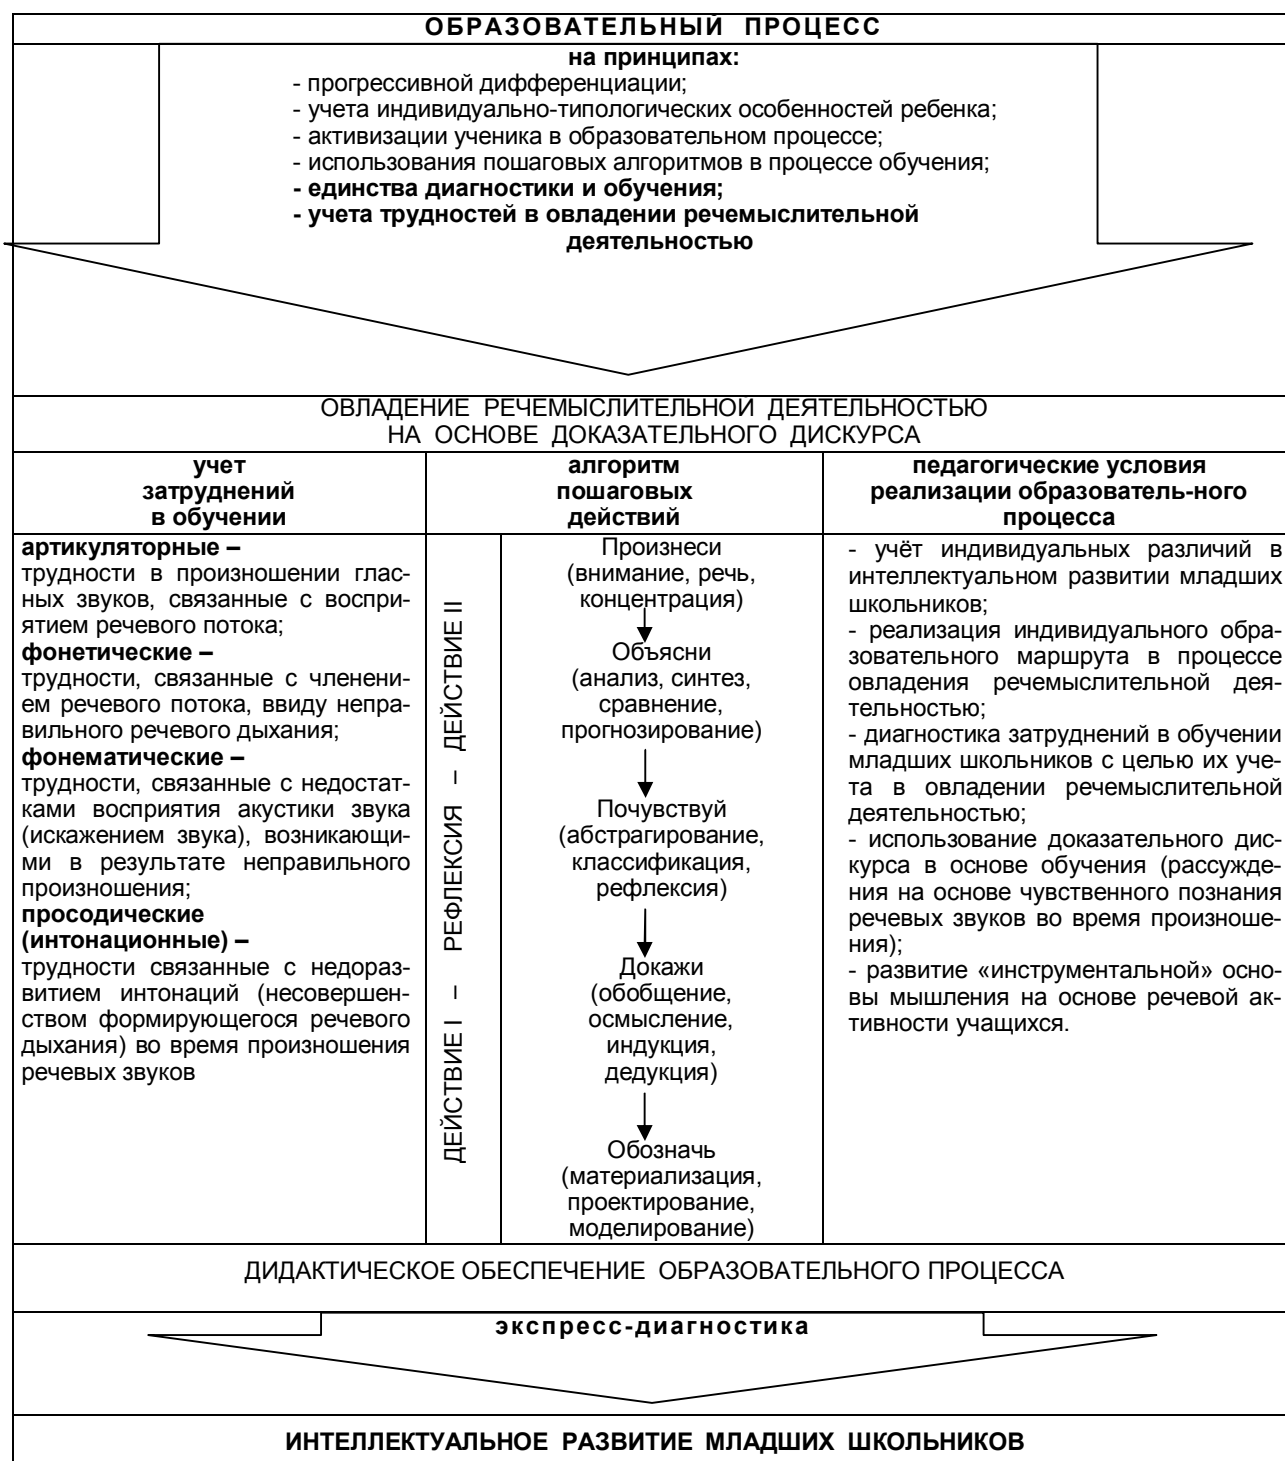 ОБРАЗОВАТЕЛЬНЫЙ ПРОЦЕСС
на принципах:
- прогрессивной дифференциации;
- учета индивидуально-типологических особенностей ребенка;
- активизации ученика в образовательном процессе;
- использования пошаговых алгоритмов в процессе обучения;
- единства диагностики и обучения;
- учета трудностей в овладении речемыслительной
деятельностью
ОВЛАДЕНИЕ РЕЧЕМЫСЛИТЕЛЬНОЙ ДЕЯТЕЛЬНОСТЬЮ
НА ОСНОВЕ ДОКАЗАТЕЛЬНОГО ДИСКУРСА
учет
затруднений
в обучении
алгоритм
пошаговых
действий
педагогические условия
реализации образователь-ного
процесса
артикуляторные –
трудности в произношении глас-
ных звуков, связанные с воспри-
ятием речевого потока;
фонетические –
трудности, связанные с членени-
ем речевого потока, ввиду непра-
вильного речевого дыхания;
фонематические –
трудности, связанные с недостат-
ками восприятия акустики звука
(искажением звука), возникающи-
ми в результате неправильного
произношения;
просодические
(интонационные) –
трудности связанные с недораз-
витием интонаций (несовершен-
ством формирующегося речевого
дыхания) во время произношения
речевых звуков
ДЕЙСТВИЕ I – РЕФЛЕКСИЯ – ДЕЙСТВИЕ II
Произнеси
(внимание, речь,
концентрация)
Объясни
(анализ, синтез,
сравнение,
прогнозирование)
Почувствуй
(абстрагирование,
классификация,
рефлексия)
Докажи
(обобщение,
осмысление,
индукция,
дедукция)
Обозначь
(материализация,
проектирование,
моделирование)
- учёт индивидуальных различий в
интеллектуальном развитии младших
школьников;
- реализация индивидуального обра-
зовательного маршрута в процессе
овладения речемыслительной дея-
тельностью;
- диагностика затруднений в обучении
младших школьников с целью их уче-
та в овладении речемыслительной
деятельностью;
- использование доказательного дис-
курса в основе обучения (рассужде-
ния на основе чувственного познания
речевых звуков во время произноше-
ния);
- развитие «инструментальной» осно-
вы мышления на основе речевой ак-
тивности учащихся.
ДИДАКТИЧЕСКОЕ ОБЕСПЕЧЕНИЕ ОБРАЗОВАТЕЛЬНОГО ПРОЦЕССА
экспресс-диагностика
ИНТЕЛЛЕКТУАЛЬНОЕ РАЗВИТИЕ МЛАДШИХ ШКОЛЬНИКОВ